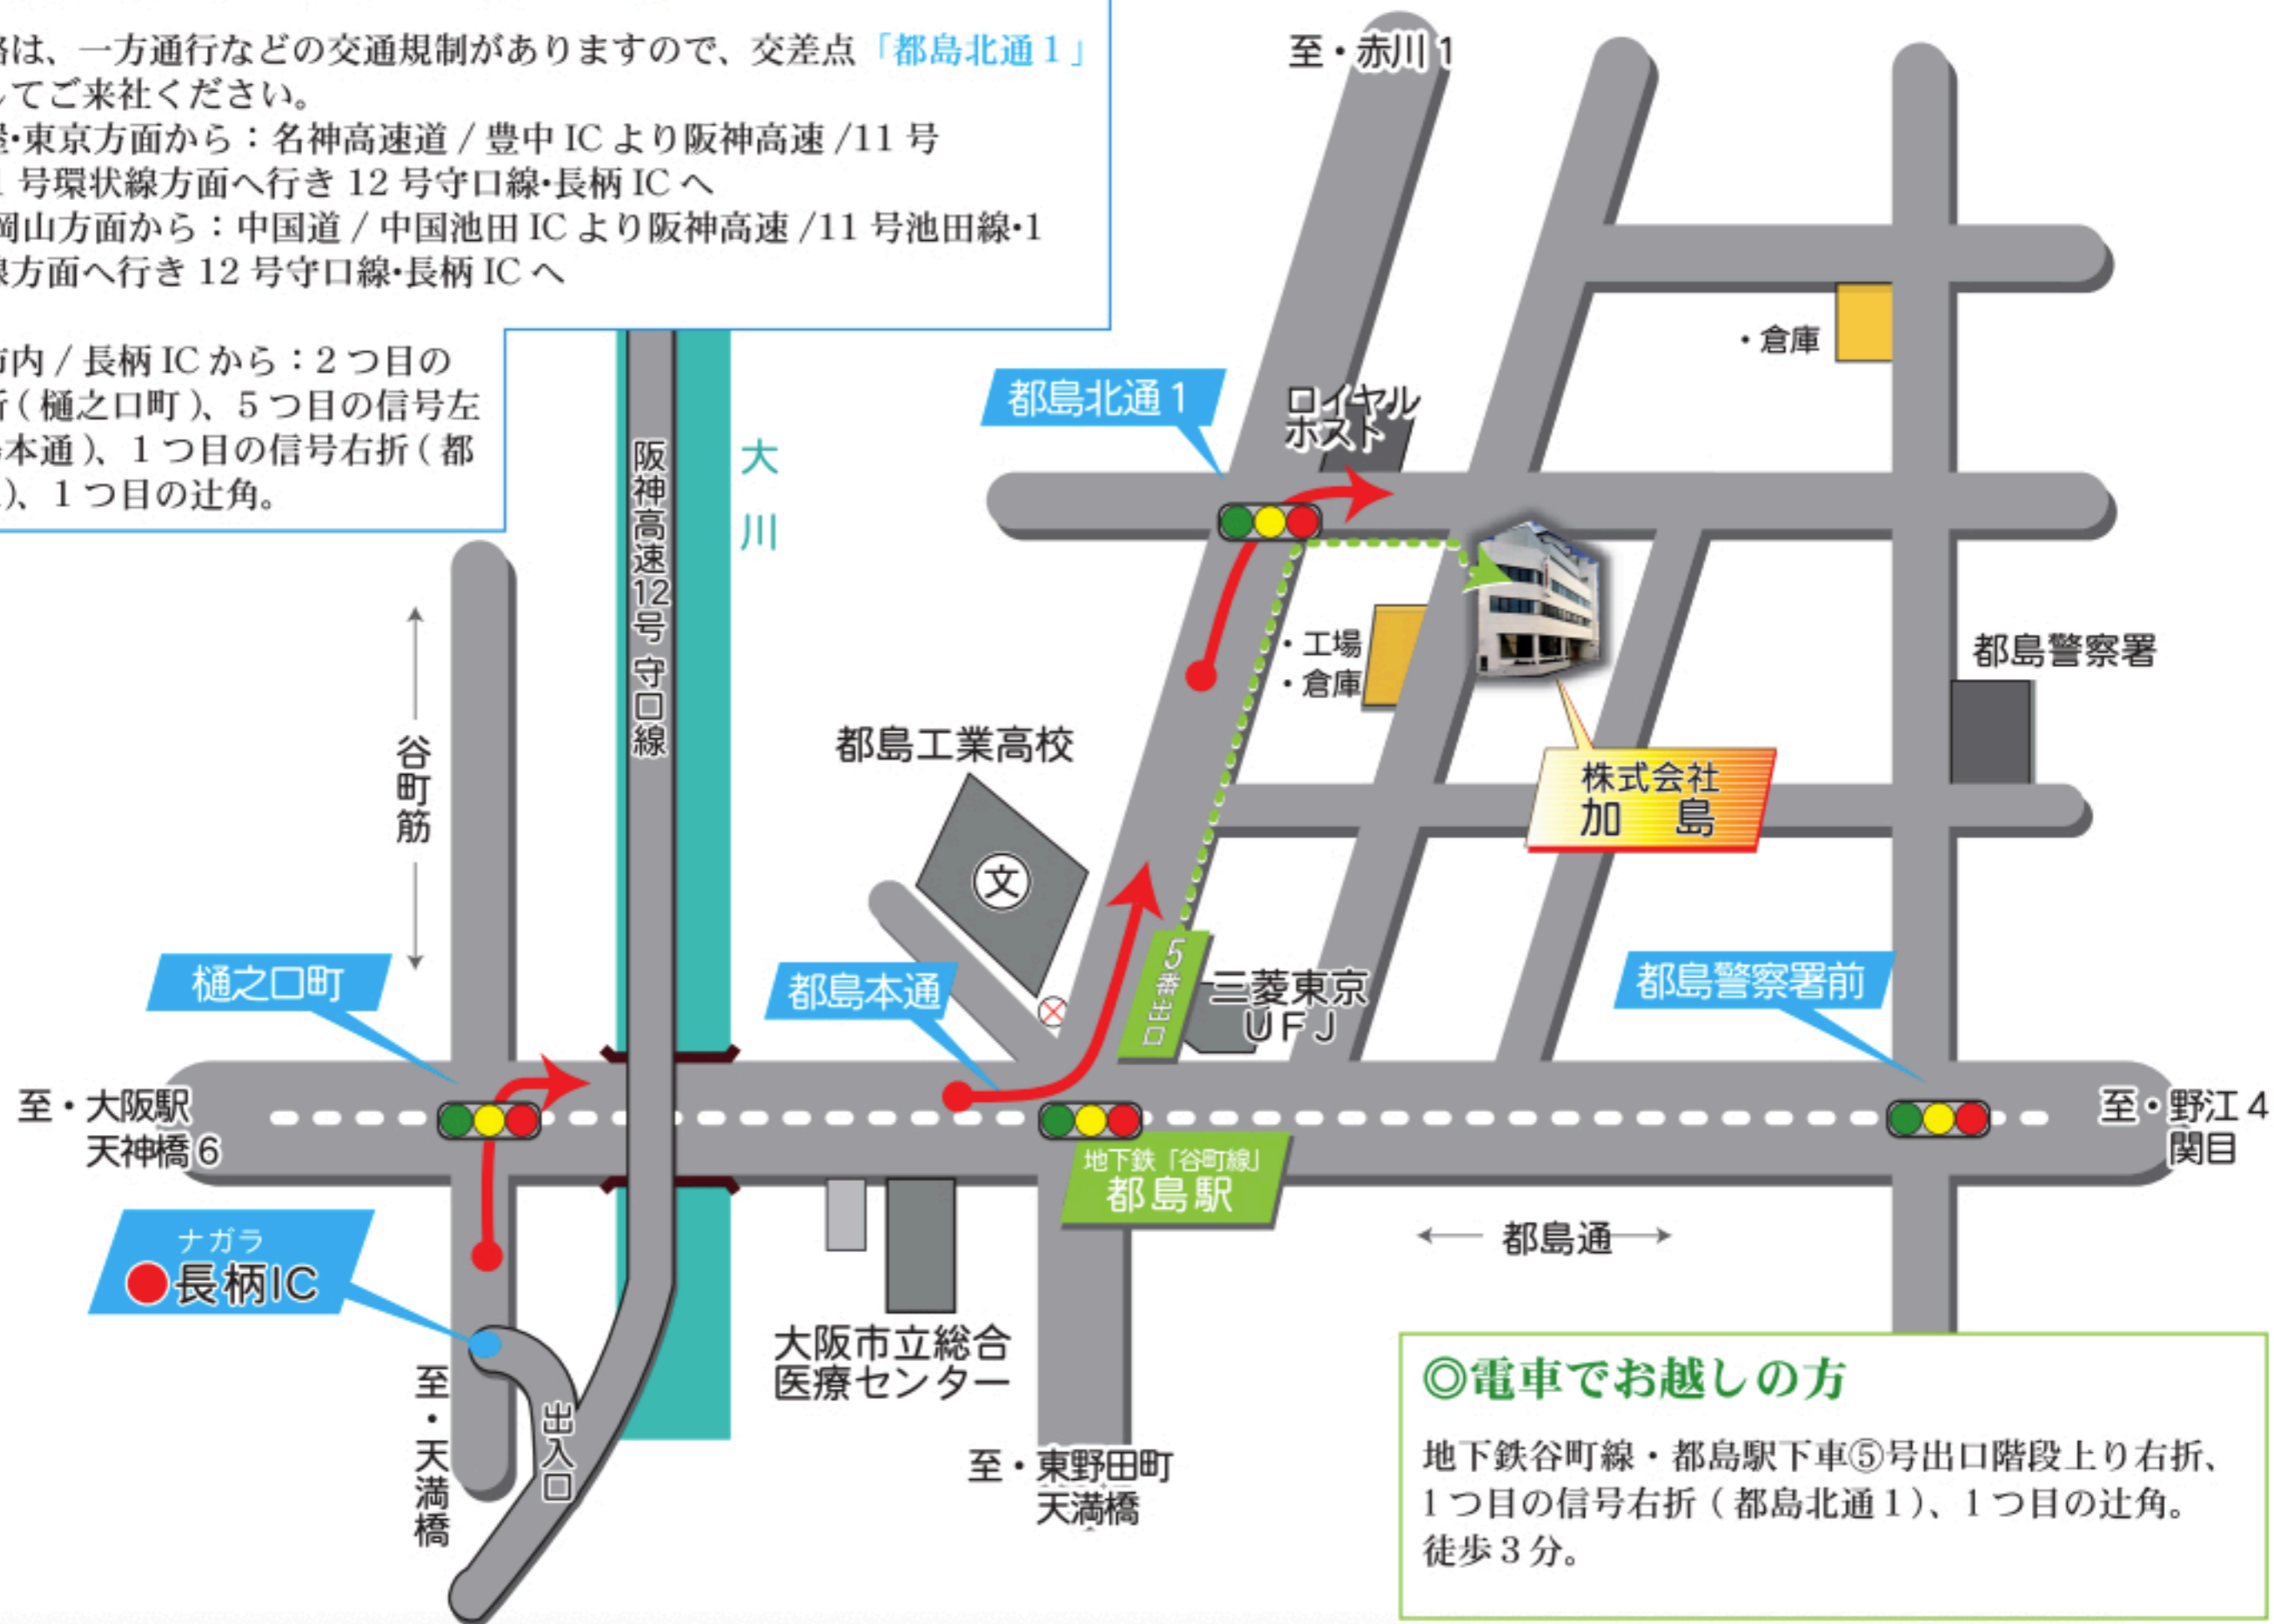 は、一方通行などの交通規制がありますので、交差点「都島北通1」
してご来社ください。
・東京方面から：名神高速道 / 豊中 IC より阪神高速 /11 号
号環状線方面へ行き 12 号守口線・長柄 IC へ
岡山方面から：中国道 / 中国池田 IC より阪神高速 /11 号池田線・1
線方面へ行き 12 号守口線・長柄 IC へ
市内 / 長柄 IC から：2 つ目の
(樋之口町)、5 つ目の信号左
本通)、1 つ目の信号右折 (都
)、1 つ目の辻角。
至・赤川 1
・倉庫
都島北通1
ロイヤル
ホスト
大川
阪神高速12号 守口線
・工場
・倉庫
都島警察署
谷町筋
都島工業高校
文
株式会社
加　島
樋之口町
都島本通
5番出口
三菱東京
UFJ
都島警察署前
至・大阪駅
天神橋6
至・野江4
関目
地下鉄「谷町線」
都島駅
都島通
ナガラ
長柄IC
大阪市立総合
医療センター
至・天満橋
出入口
至・東野田町
天満橋
◎電車でお越しの方
地下鉄谷町線・都島駅下車⑤号出口階段上り右折、
1つ目の信号右折 ( 都島北通1)、1つ目の辻角。
徒歩3分。